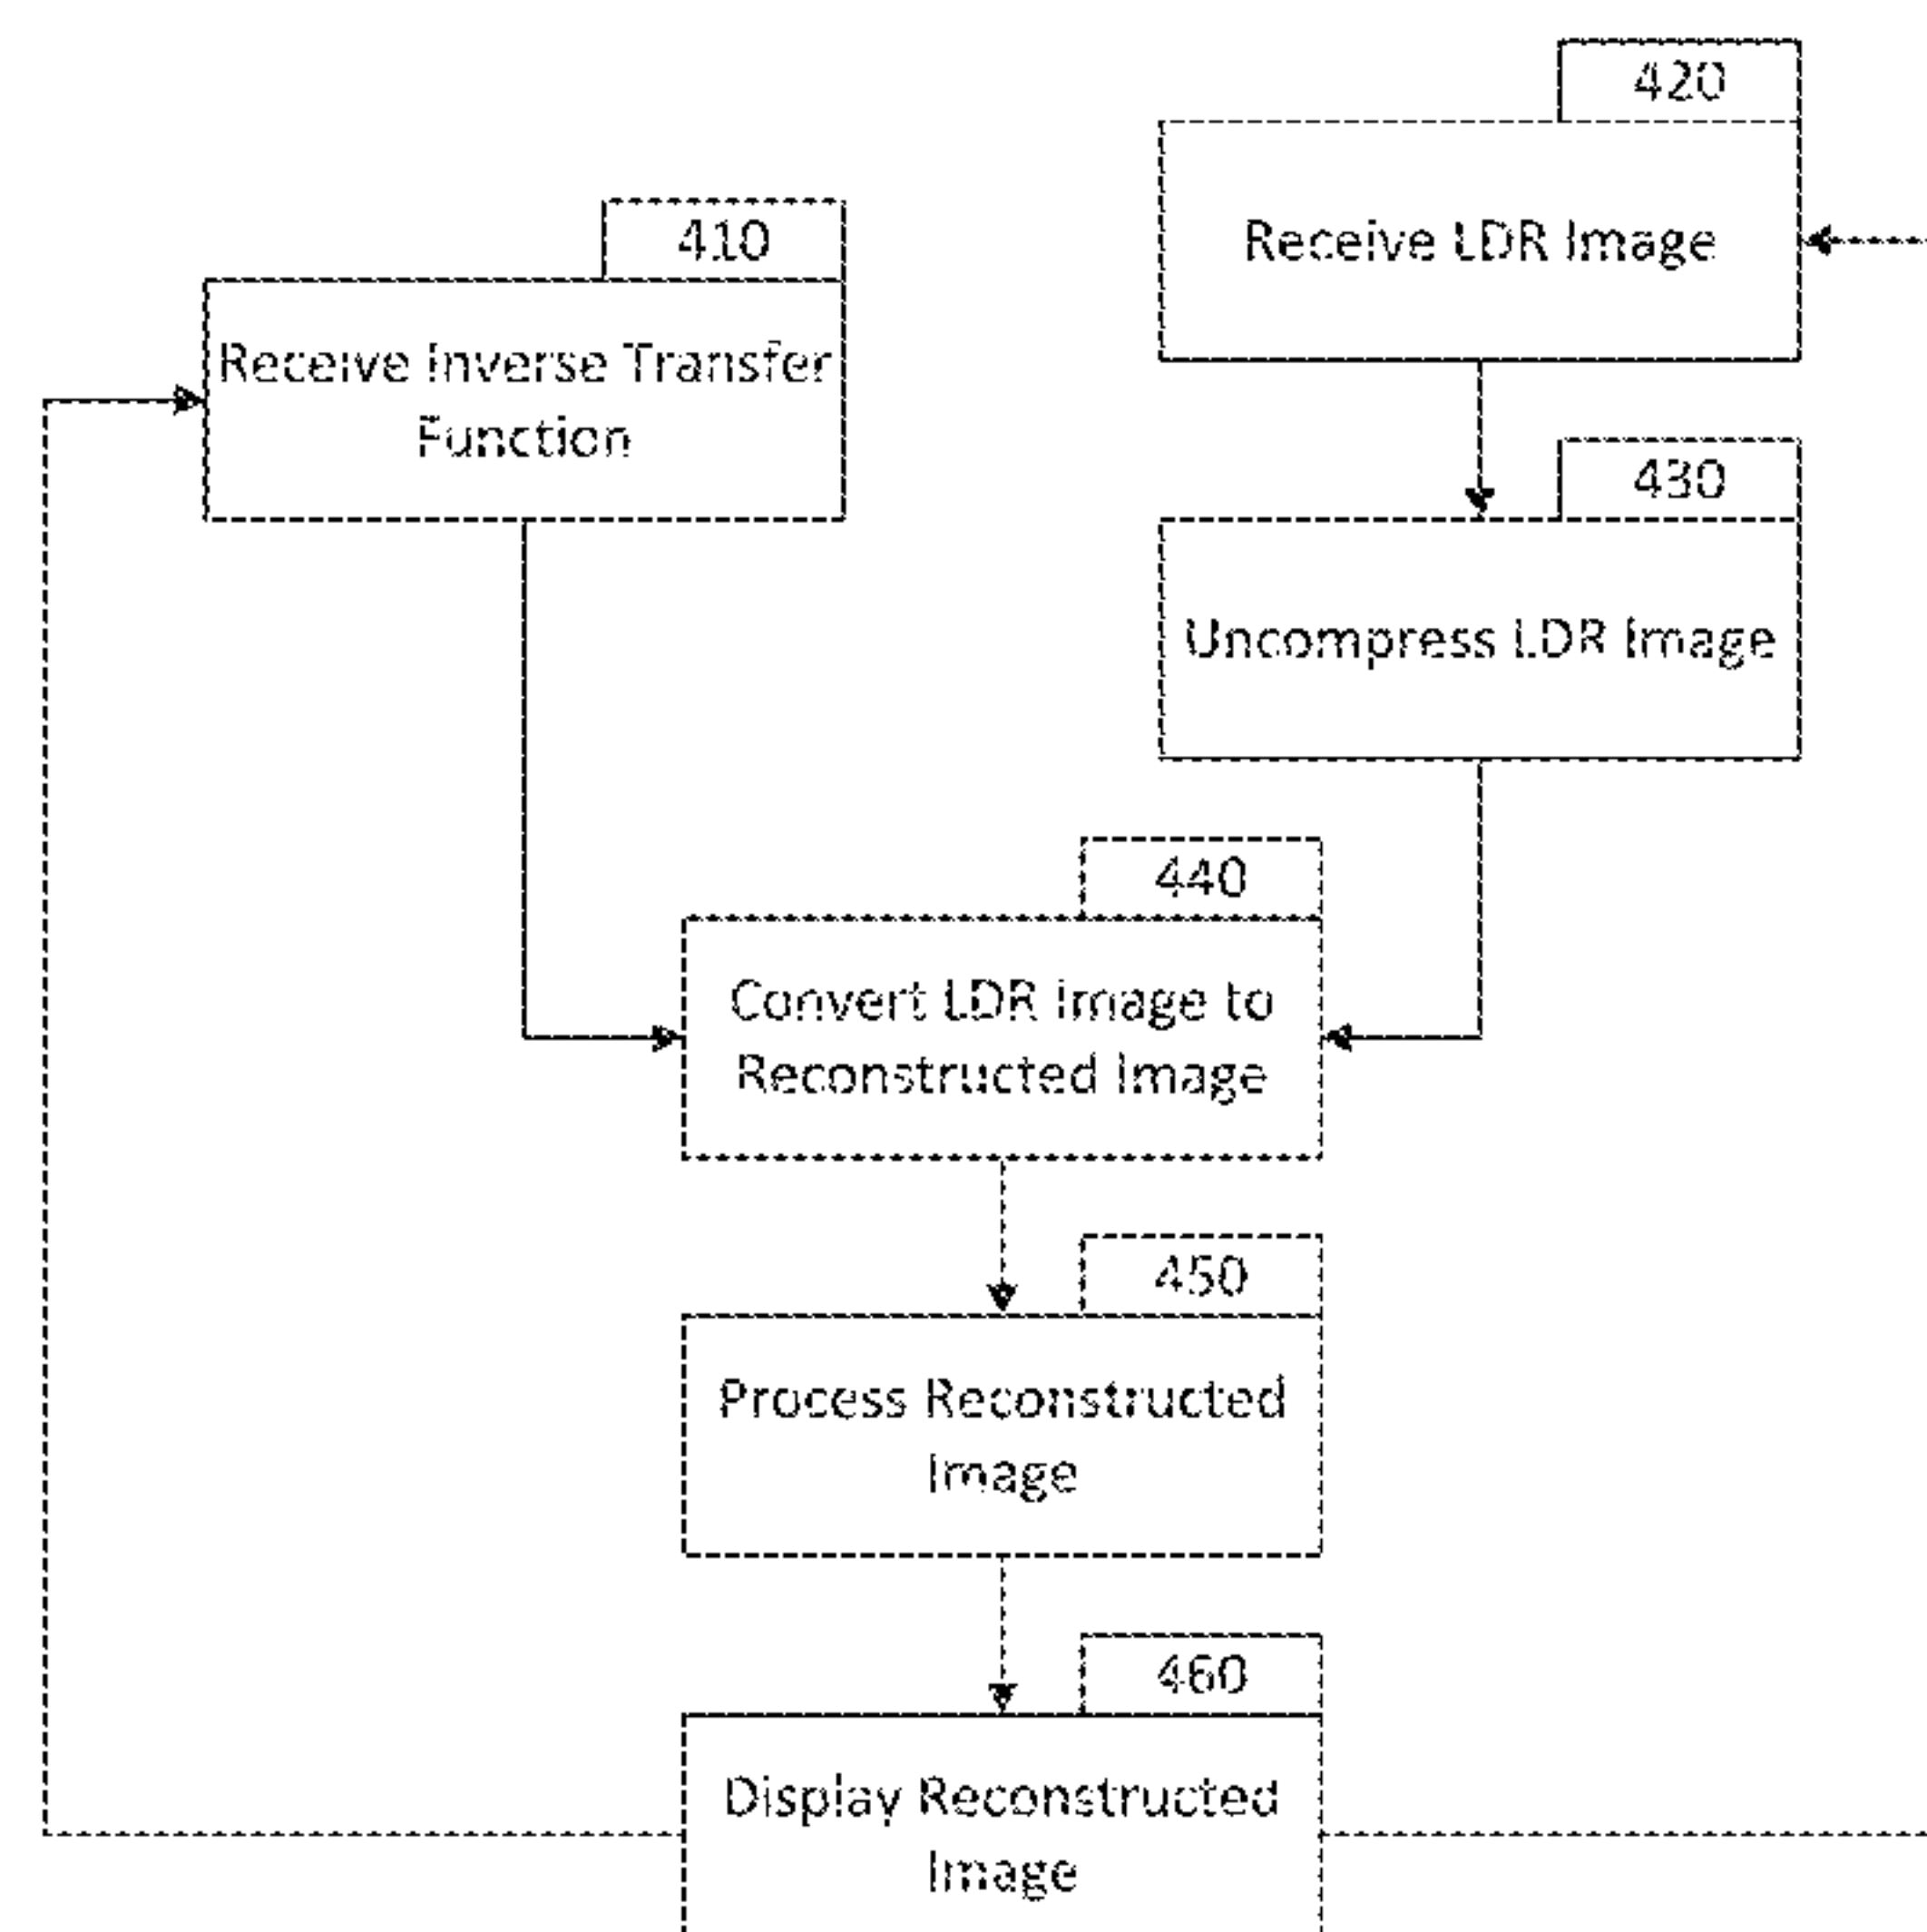 420
Receive LDR Image
410
Receive Inverse Transfer
Function
430
Uncompress LDR Image
440
Convert LDR Image to
Reconstructed Image
450
Process Reconstructed
Image
460
Display Reconstructed
Image